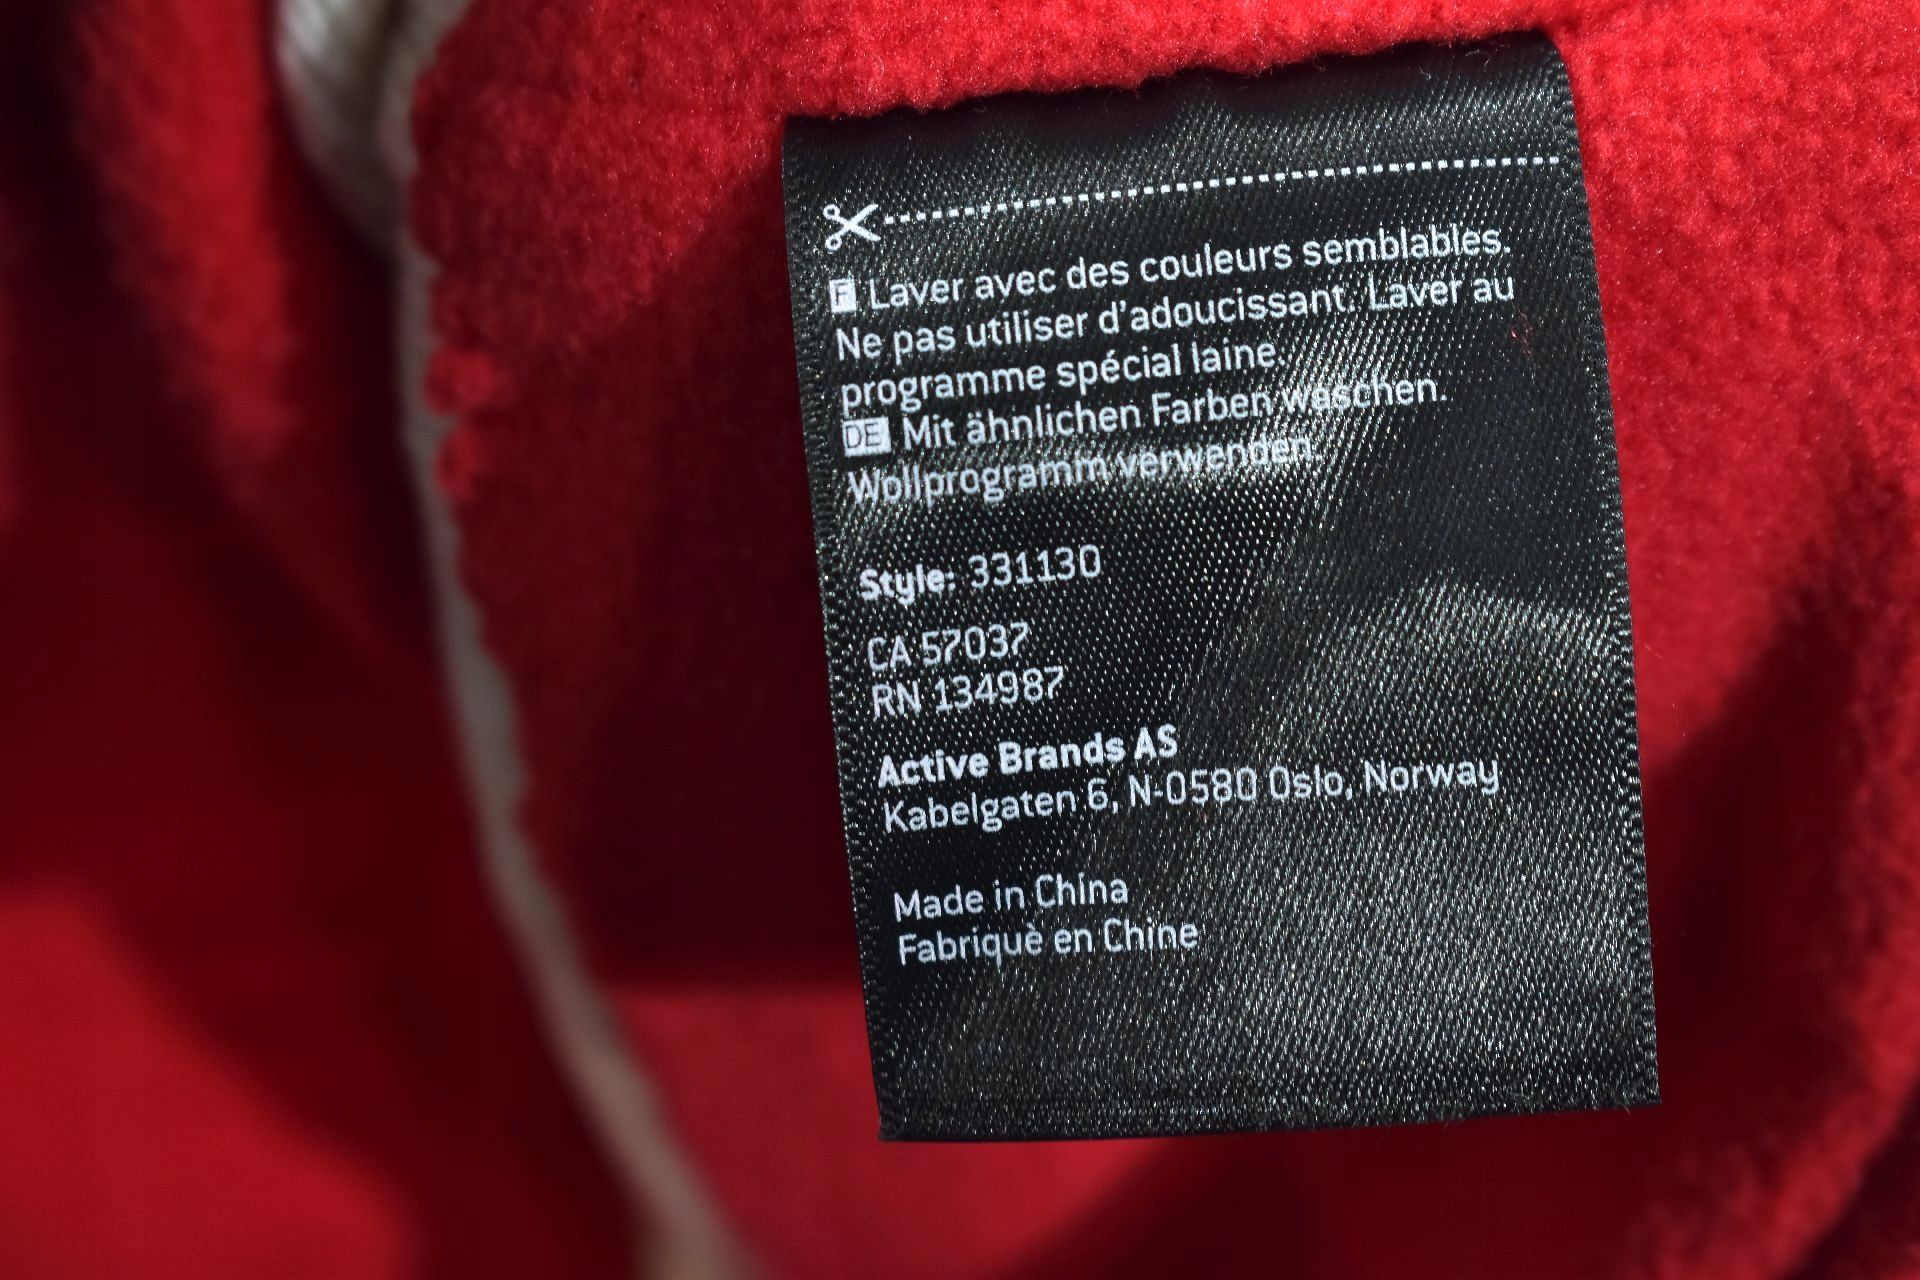 F Laver avec des couleurs semblables.
Ne pas utiliser d'adoucissant. Laver au
programme spécial laine.
DE Mit ähnlichen Farben waschen.
Wollprogramm verwenden.
Style: 331130
CA 57037
RN 134987
Active Brands AS
Kabelgaten 6, N-0580 Oslo, Norway
Made in China
Fabriquè en Chine